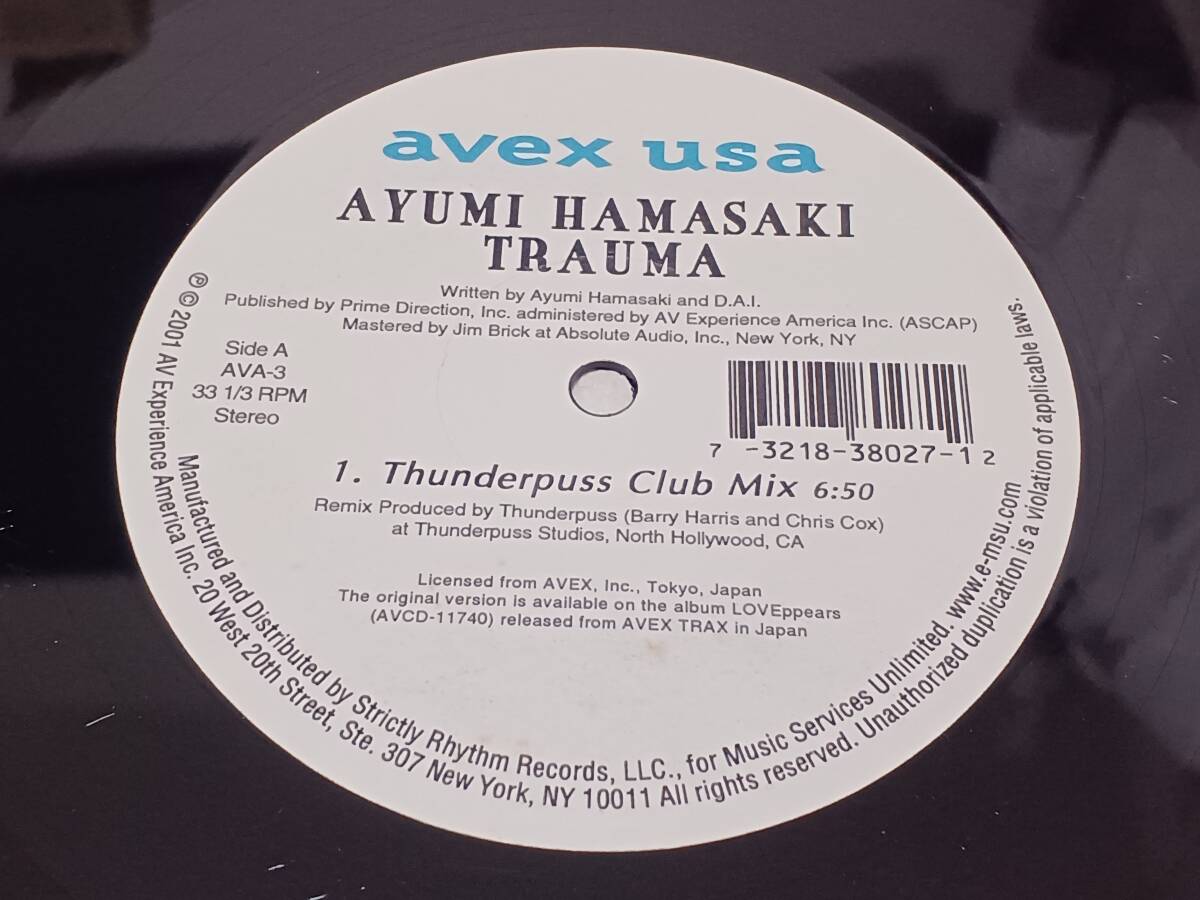 avex usa
AYUMI HAMASAKI
TRAUMA
Written by Ayumi Hamasaki and D.A.I.
Published by Prime Direction, Inc. administered by AV Experience America Inc. (ASCAP)
Mastered by Jim Brick at Absolute Audio, Inc., New York, NY
Side A
AVA-3
33 1/3 RPM
Stereo
7 -3218-38027-1 2
1. Thunderpuss Club Mix 6:50
Remix Produced by Thunderpuss (Barry Harris and Chris Cox)
at Thunderpuss Studios, North Hollywood, CA
Licensed from AVEX, Inc., Tokyo, Japan
The original version is available on the album LOVEppears
(AVCD-11740) released from AVEX TRAX in Japan
Manufactured and Distributed by Strictly Rhythm Records, LLC., for Music Services Unlimited. www.e-msu.com
℗ © 2001 AV Experience America Inc. 20 West 20th Street, Ste. 307 New York, NY 10011 All rights reserved. Unauthorized duplication is a violation of applicable laws.